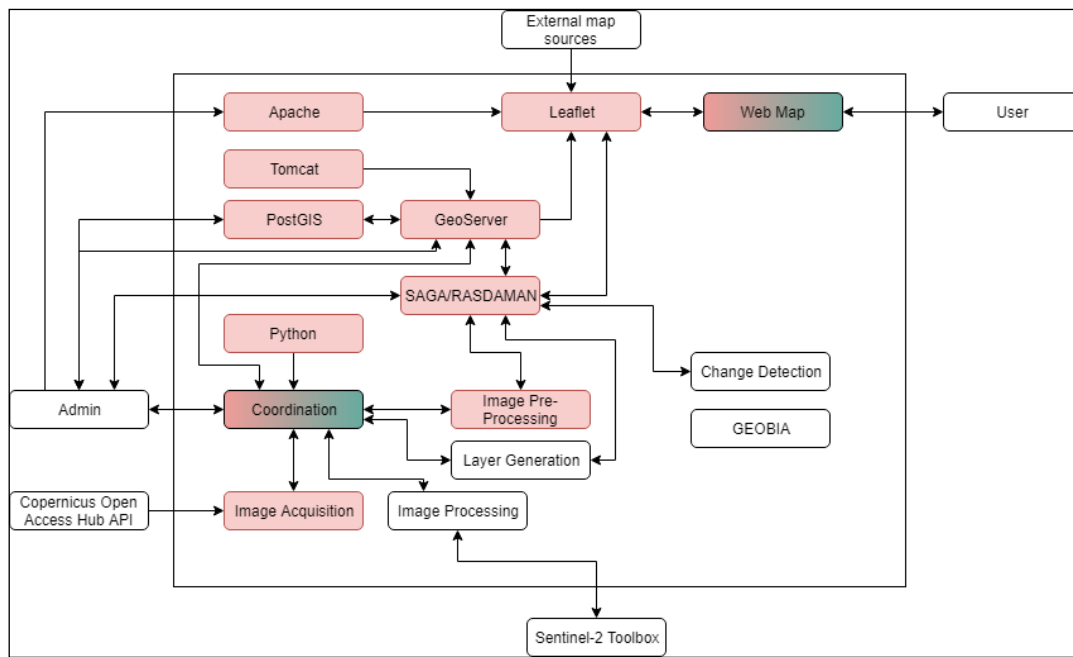 External map
sources
Apache
Leaflet
Web Map
User
Tomcat
PostGIS
GeoServer
SAGA/RASDAMAN
Python
Change Detection
Admin
Coordination
Image Pre-
Processing
GEOBIA
Layer Generation
Copernicus Open
Access Hub API
Image Acquisition
Image Processing
Sentinel-2 Toolbox